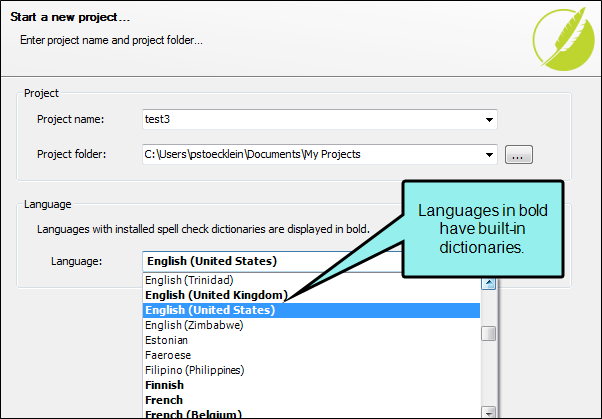 Start a new project...
Enter project name and project folder...
Project
Project name:
test3
Project folder:
C:\Users\pstoecklein\Documents\My Projects
...
Language
Languages with installed spell check dictionaries are displayed in bold.
Languages in bold
have built-in
dictionaries.
Language:
English (United States)
English (Trinidad)
English (United Kingdom)
English (United States)
English (Zimbabwe)
Estonian
Faeroese
Filipino (Philippines)
Finnish
French
French (Belgium)